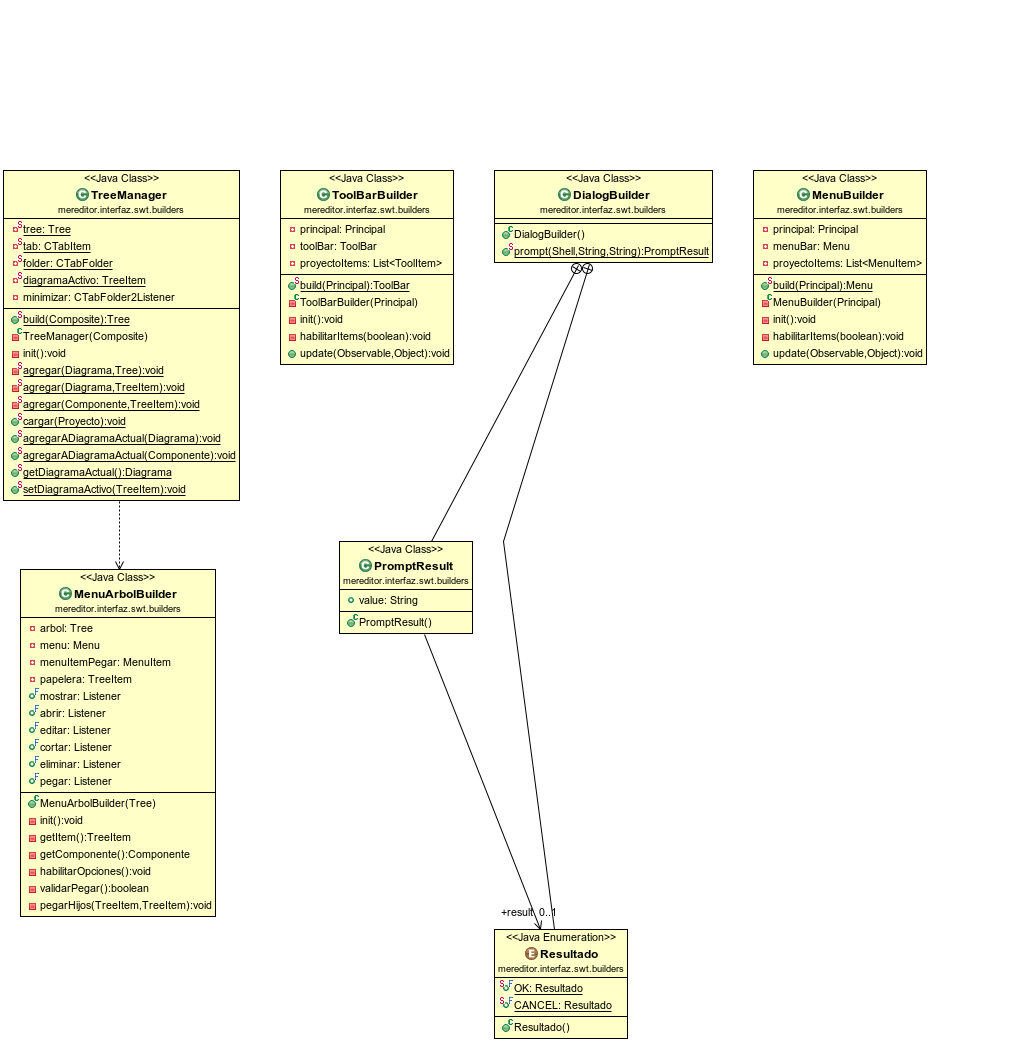 <<Java Class>>
TreeManager
mereditor.interfaz.swt.builders
tree: Tree
tab: CTabItem
folder: CTabFolder
diagramaActivo: TreeItem
minimizar: CTabFolder2Listener
build(Composite):Tree
TreeManager(Composite)
init():void
agregar(Diagrama,Tree):void
agregar(Diagrama,TreeItem):void
agregar(Componente,TreeItem):void
cargar(Proyecto):void
agregarADiagramaActual(Diagrama):void
agregarADiagramaActual(Componente):void
getDiagramaActual():Diagrama
setDiagramaActivo(TreeItem):void
<<Java Class>>
ToolBarBuilder
mereditor.interfaz.swt.builders
principal: Principal
toolBar: ToolBar
proyectoItems: List<ToolItem>
build(Principal):ToolBar
ToolBarBuilder(Principal)
init():void
habilitarItems(boolean):void
update(Observable,Object):void
<<Java Class>>
DialogBuilder
mereditor.interfaz.swt.builders
DialogBuilder()
prompt(Shell,String,String):PromptResult
<<Java Class>>
MenuBuilder
mereditor.interfaz.swt.builders
principal: Principal
menuBar: Menu
proyectoItems: List<MenuItem>
build(Principal):Menu
MenuBuilder(Principal)
init():void
habilitarItems(boolean):void
update(Observable,Object):void
<<Java Class>>
MenuArbolBuilder
mereditor.interfaz.swt.builders
arbol: Tree
menu: Menu
menuItemPegar: MenuItem
papelera: TreeItem
mostrar: Listener
abrir: Listener
editar: Listener
cortar: Listener
eliminar: Listener
pegar: Listener
MenuArbolBuilder(Tree)
init():void
getItem():TreeItem
getComponente():Componente
habilitarOpciones():void
validarPegar():boolean
pegarHijos(TreeItem,TreeItem):void
<<Java Class>>
PromptResult
mereditor.interfaz.swt.builders
value: String
PromptResult()
+result 0..1
<<Java Enumeration>>
Resultado
mereditor.interfaz.swt.builders
OK: Resultado
CANCEL: Resultado
Resultado()